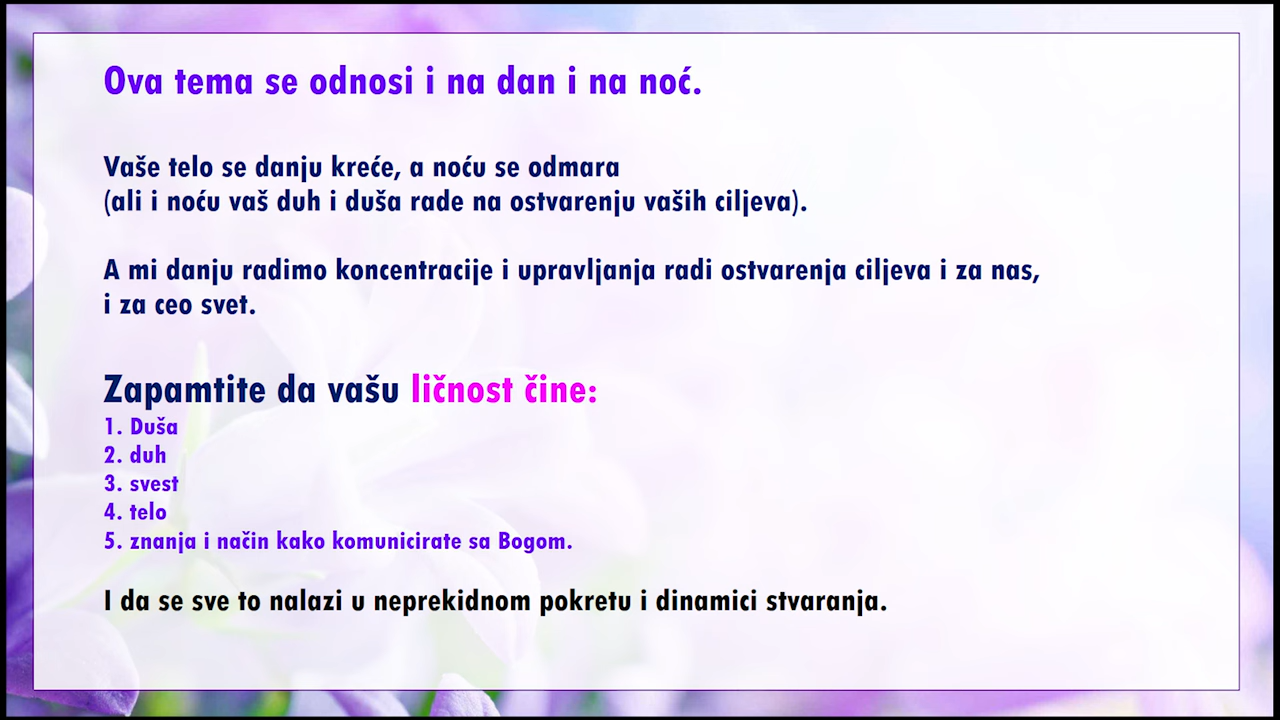 Ova tema se odnosi i na dan i na noć.
Vaše telo se danju kreće, a noću se odmara
(ali i noću vaš duh i duša rade na ostvarenju vaših ciljeva).
A mi danju radimo koncentracije i upravljanja radi ostvarenja ciljeva i za nas,
i za ceo svet.
Zapamtite da vašu ličnost čine:
1. Duša
2. duh
3. svest
4. telo
5. znanja i način kako komunicirate sa Bogom.
I da se sve to nalazi u neprekidnom pokretu i dinamici stvaranja.